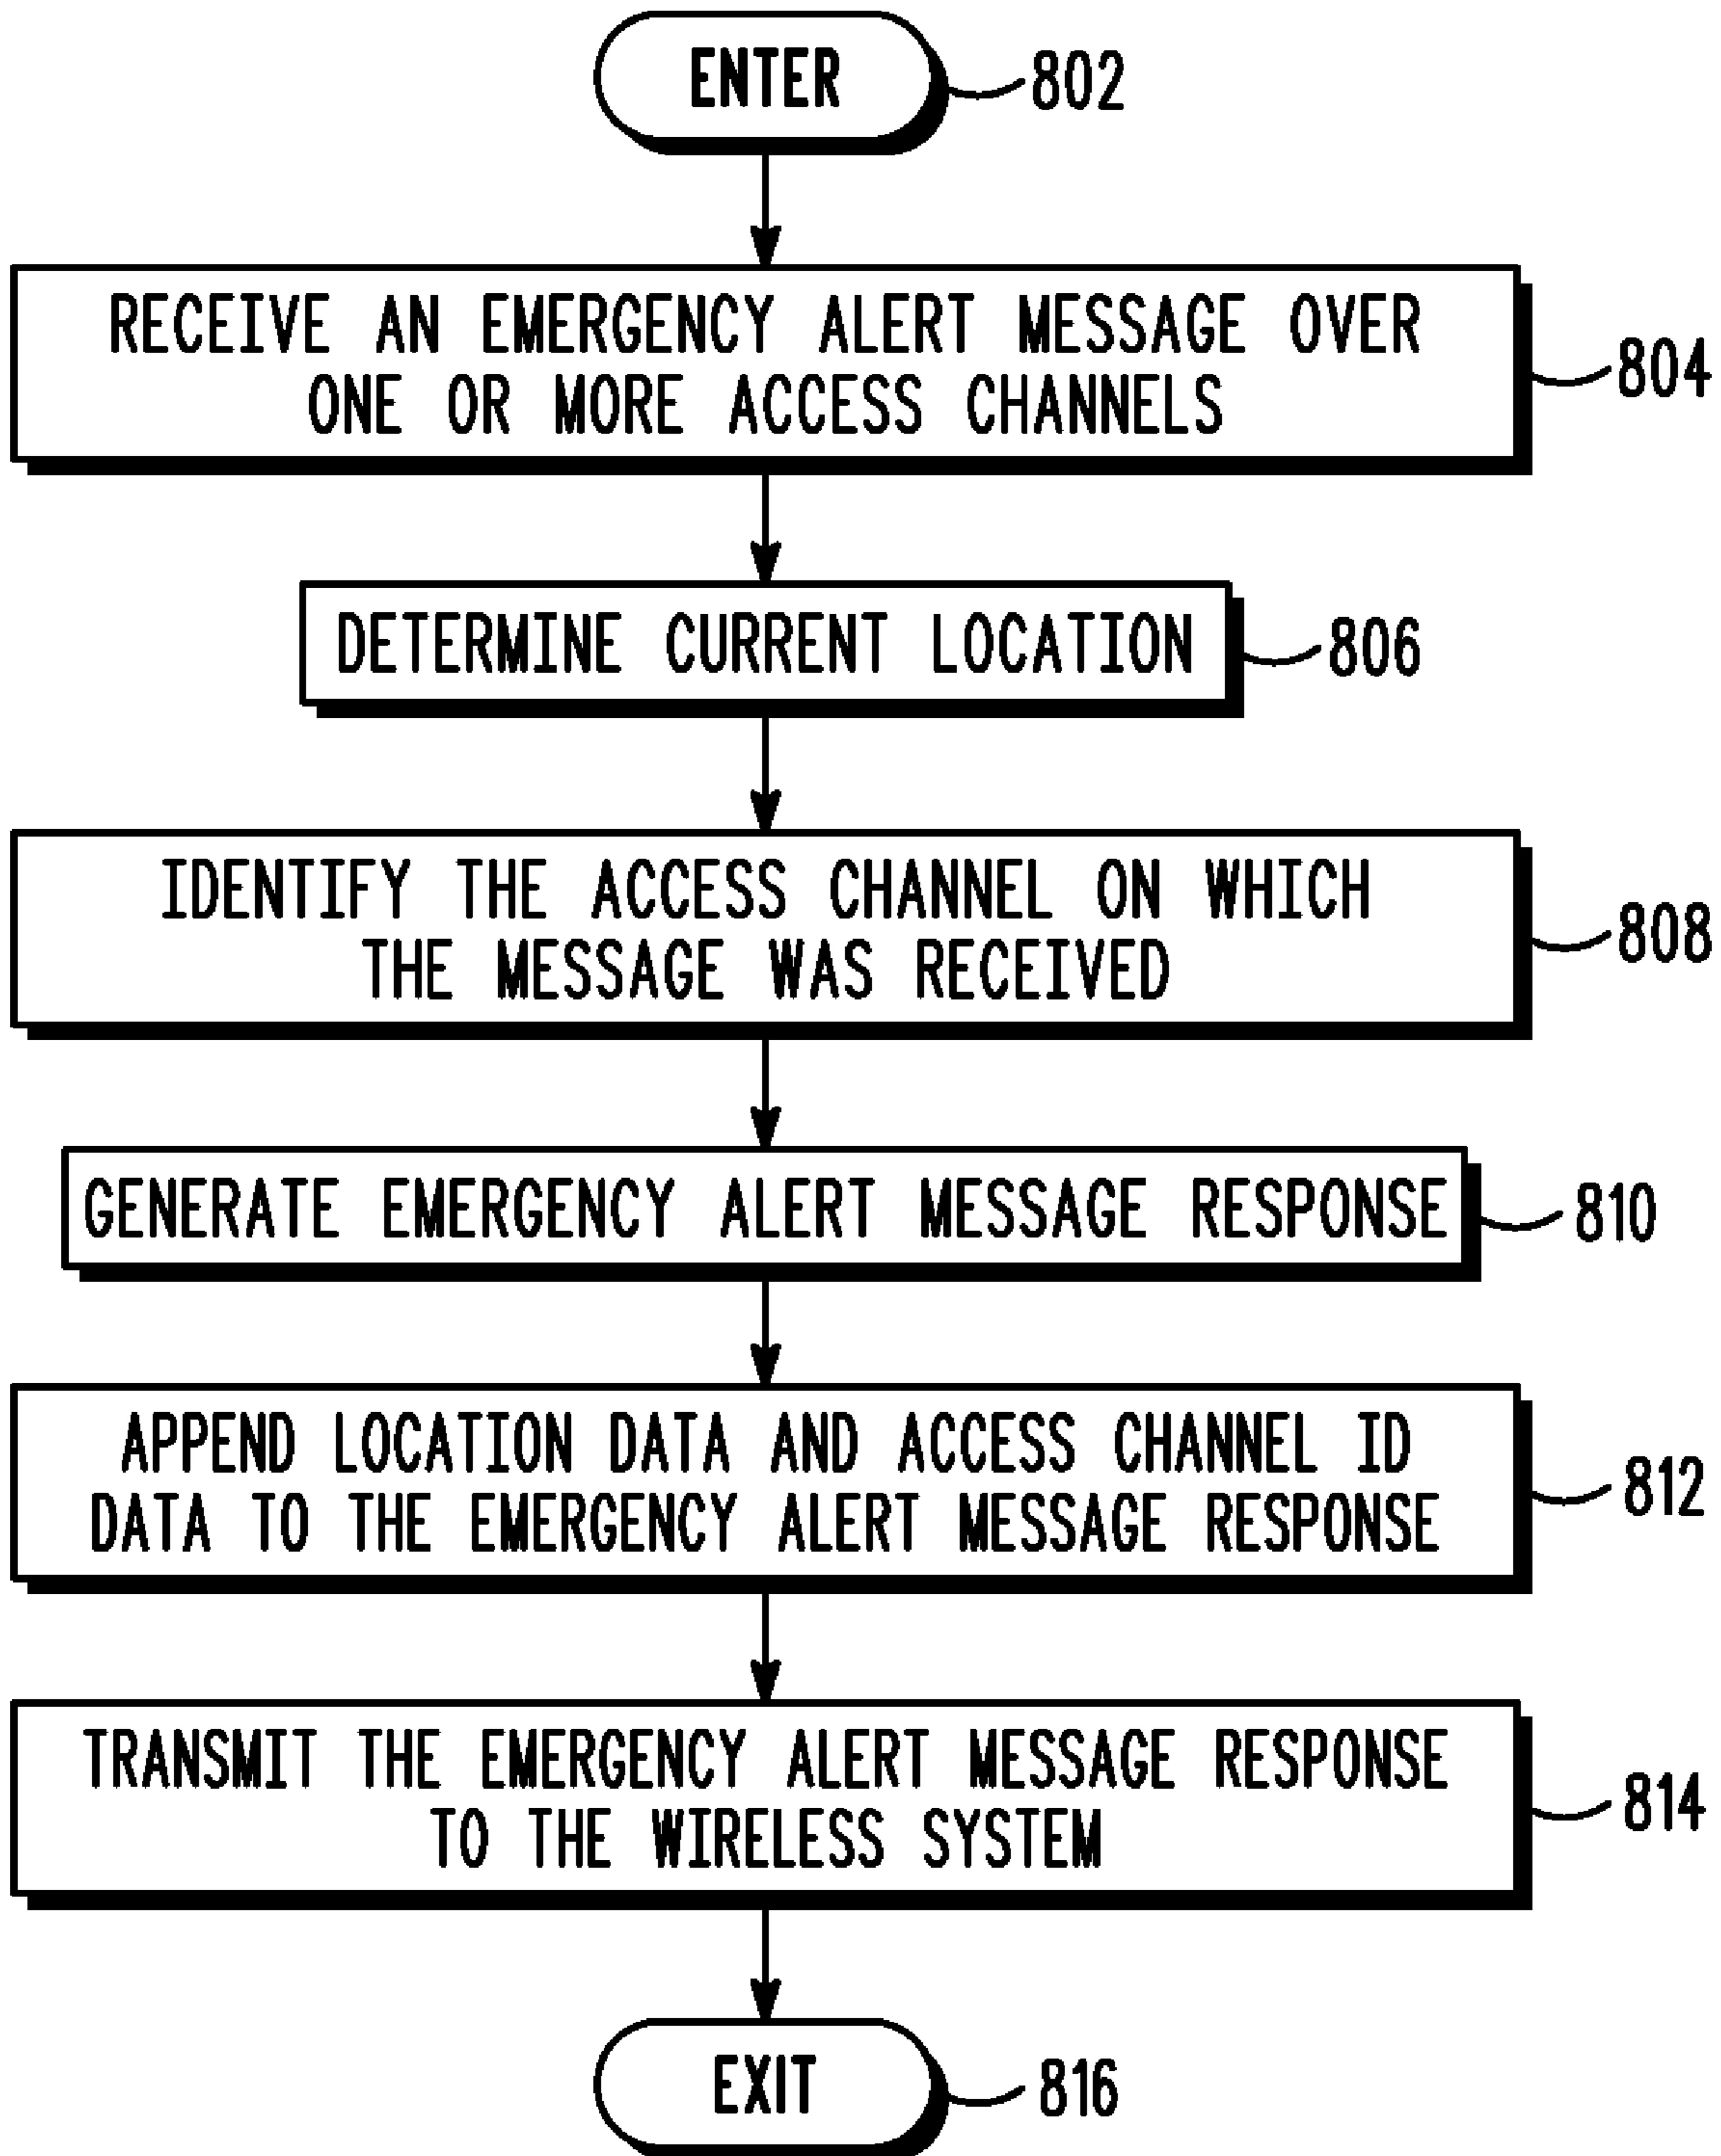 ENTER
802
RECEIVE AN EMERGENCY ALERT MESSAGE OVER
ONE OR MORE ACCESS CHANNELS
804
DETERMINE CURRENT LOCATION
806
IDENTIFY THE ACCESS CHANNEL ON WHICH
THE MESSAGE WAS RECEIVED
808
GENERATE EMERGENCY ALERT MESSAGE RESPONSE
810
APPEND LOCATION DATA AND ACCESS CHANNEL ID
DATA TO THE EMERGENCY ALERT MESSAGE RESPONSE
812
TRANSMIT THE EMERGENCY ALERT MESSAGE RESPONSE
TO THE WIRELESS SYSTEM
814
EXIT
816